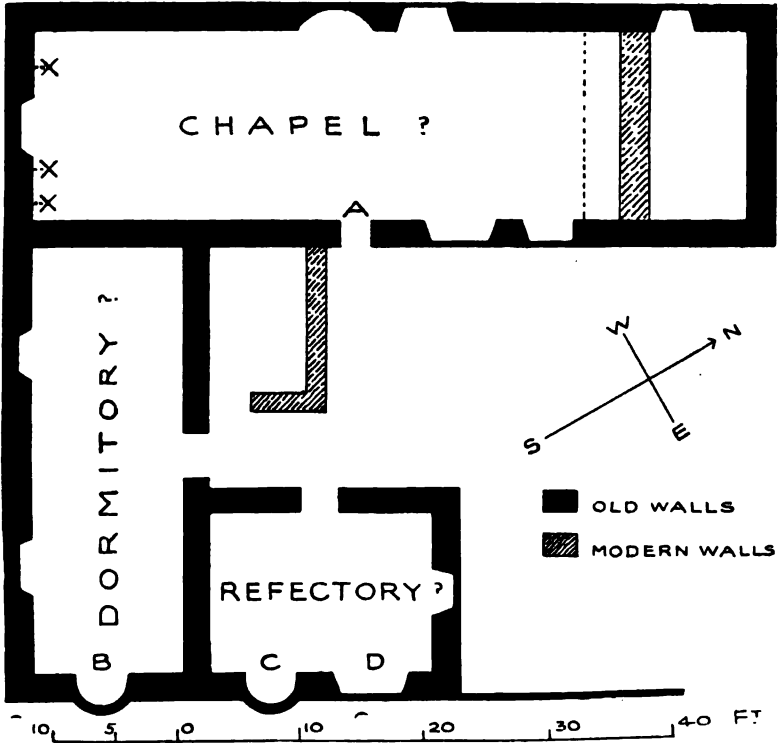 CHAPEL ?
A
DORMITORY ?
W
N
S
E
OLD WALLS
MODERN WALLS
REFECTORY ?
B
C
D
10 5 0 10 20 30 40 FT